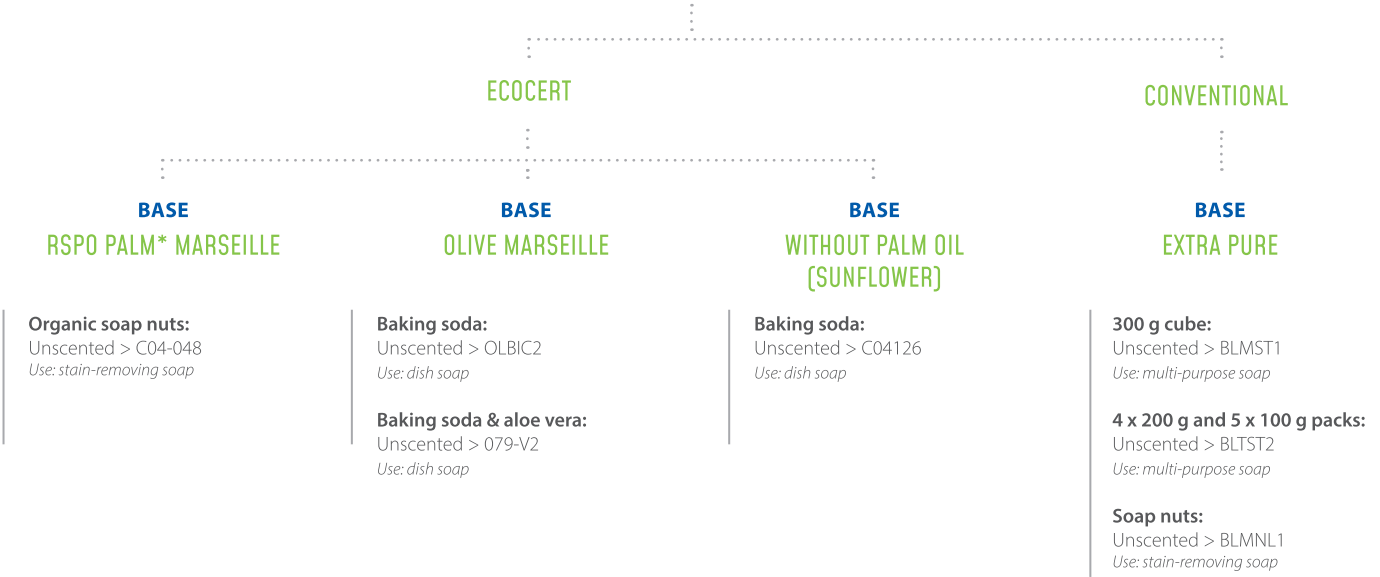 ECOCERT
CONVENTIONAL
BASE
RSPO PALM* MARSEILLE
Organic soap nuts:
Unscented > C04-048
Use: stain-removing soap
BASE
OLIVE MARSEILLE
Baking soda:
Unscented > OLBIC2
Use: dish soap
Baking soda & aloe vera:
Unscented > 079-V2
Use: dish soap
BASE
WITHOUT PALM OIL
(SUNFLOWER)
Baking soda:
Unscented > C04126
Use: dish soap
BASE
EXTRA PURE
300 g cube:
Unscented > BLMST1
Use: multi-purpose soap
4 x 200 g and 5 x 100 g packs:
Unscented > BLTST2
Use: multi-purpose soap
Soap nuts:
Unscented > BLMNL1
Use: stain-removing soap